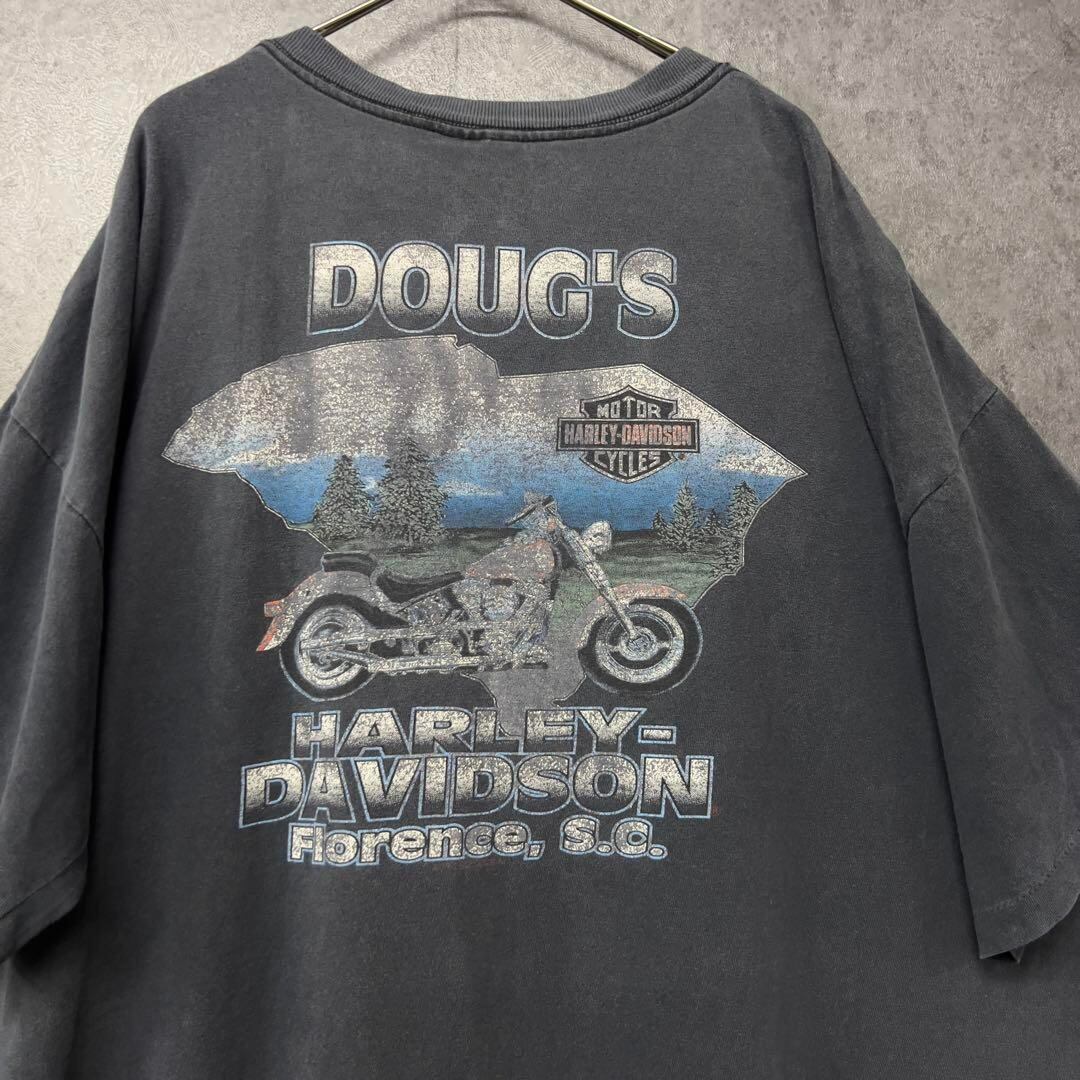 DOUG'S
MOTOR
HARLEY-DAVIDSON
CYCLES
HARLEY-
DAVIDSON
Florence, S.C.